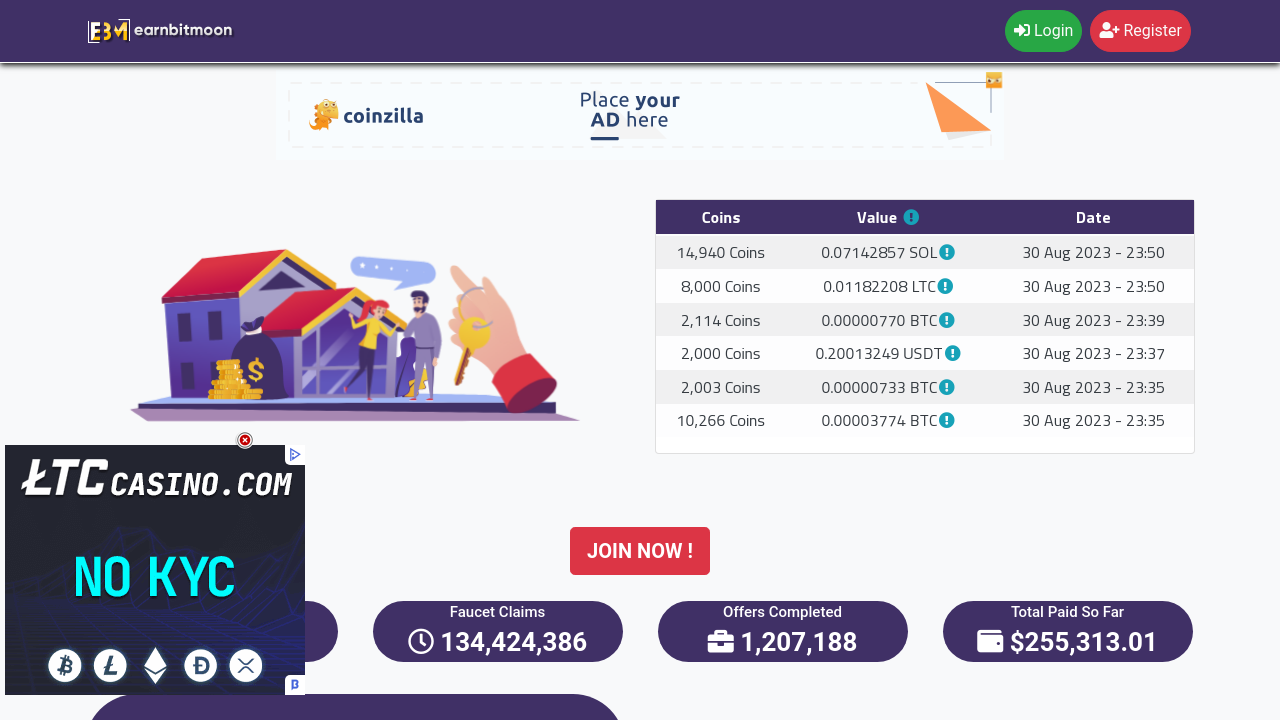 EBM earnbitmoon
Login
Register
coinzilla
Place your
AD here
Coins Value Date
14,940 Coins 0.07142857 SOL 30 Aug 2023 - 23:50
8,000 Coins 0.01182208 LTC 30 Aug 2023 - 23:50
2,114 Coins 0.00000770 BTC 30 Aug 2023 - 23:39
2,000 Coins 0.20013249 USDT 30 Aug 2023 - 23:37
2,003 Coins 0.00000733 BTC 30 Aug 2023 - 23:35
10,266 Coins 0.00003774 BTC 30 Aug 2023 - 23:35
ŁTCCASINO.COM
NO KYC
JOIN NOW !
Faucet Claims
134,424,386
Offers Completed
1,207,188
Total Paid So Far
$255,313.01